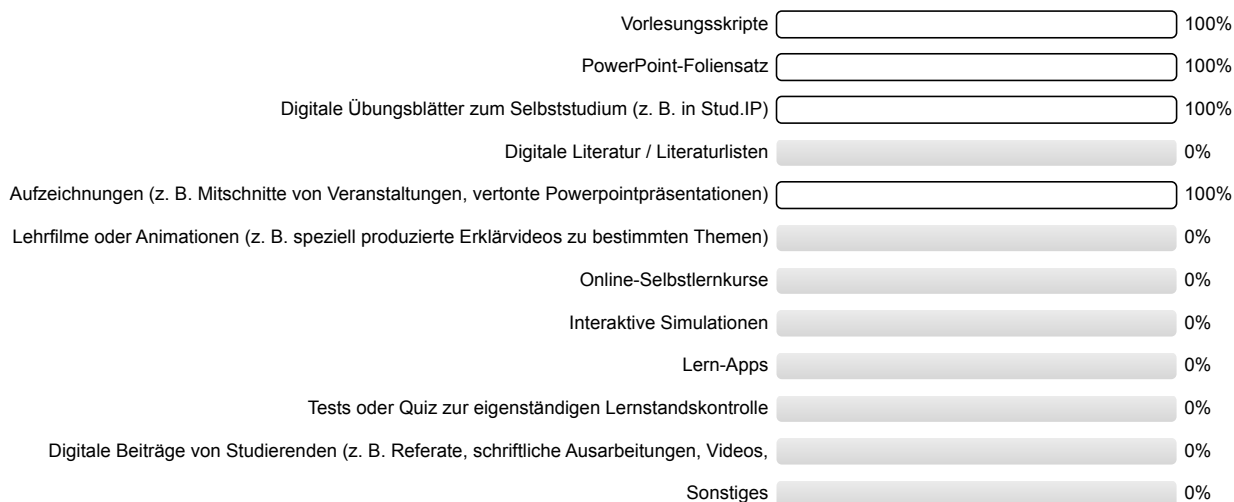 Vorlesungsskripte 100%
PowerPoint-Foliensatz 100%
Digitale Übungsblätter zum Selbststudium (z. B. in Stud.IP) 100%
Digitale Literatur / Literaturlisten 0%
Aufzeichnungen (z. B. Mitschnitte von Veranstaltungen, vertonte Powerpointpräsentationen) 100%
Lehrfilme oder Animationen (z. B. speziell produzierte Erklärvideos zu bestimmten Themen) 0%
Online-Selbstlernkurse 0%
Interaktive Simulationen 0%
Lern-Apps 0%
Tests oder Quiz zur eigenständigen Lernstandskontrolle 0%
Digitale Beiträge von Studierenden (z. B. Referate, schriftliche Ausarbeitungen, Videos, 0%
Sonstiges 0%